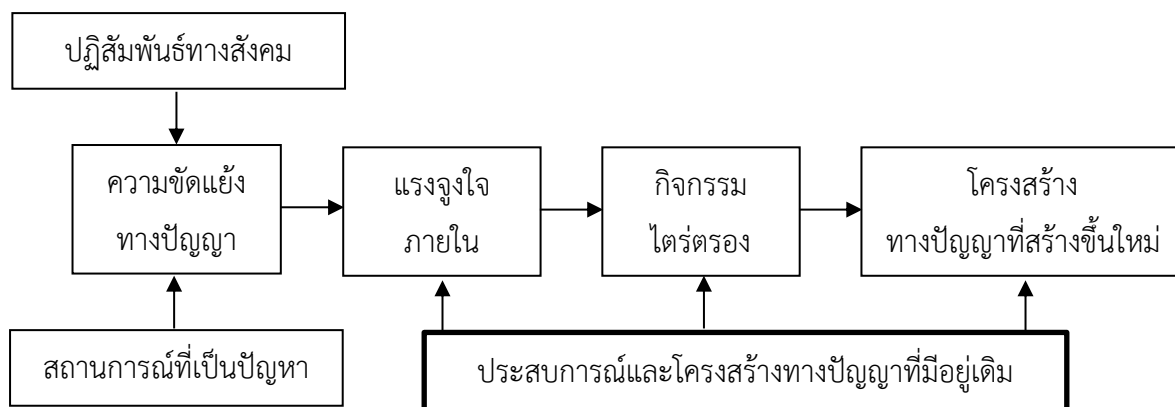 ปฏิสัมพันธ์ทางสังคม
ความขัดแย้ง
ทางปัญญา
แรงจูงใจ
ภายใน
กิจกรรม
ไตร่ตรอง
โครงสร้าง
ทางปัญญาที่สร้างขึ้นใหม่
สถานการณ์ที่เป็นปัญหา
ประสบการณ์และโครงสร้างทางปัญญาที่มีอยู่เดิม